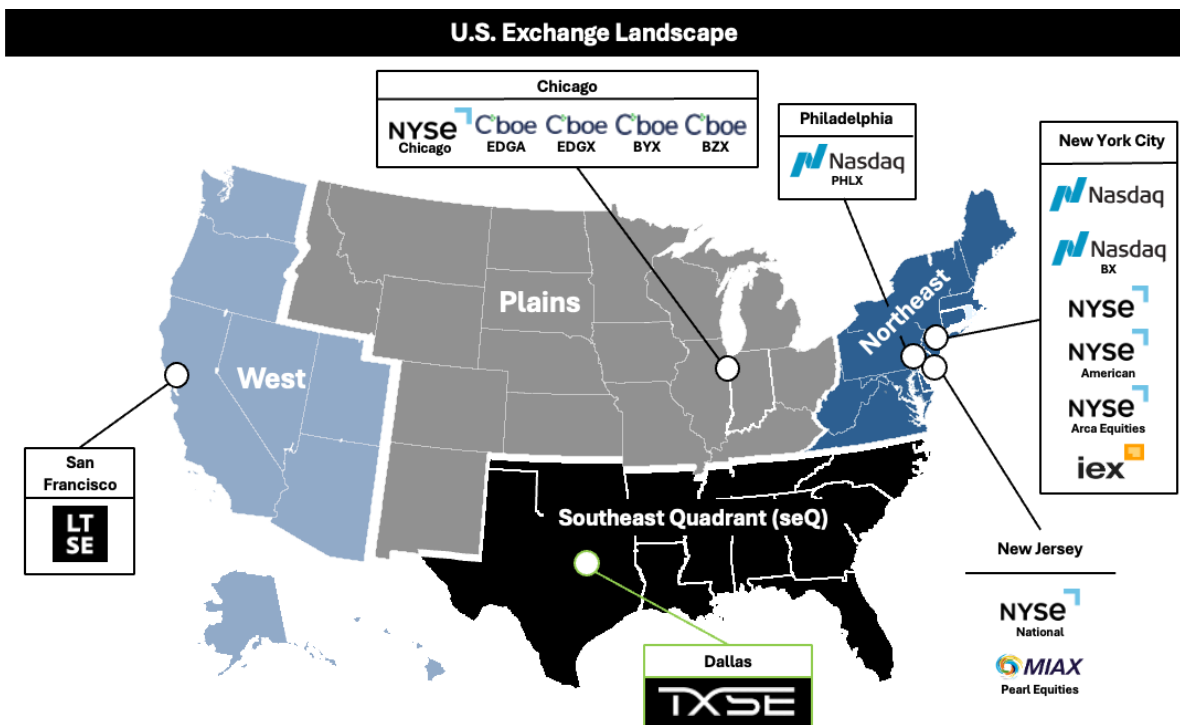 U.S. Exchange Landscape
Chicago
NYSE
Chicago
Cboe
EDGA
Cboe
EDGX
Cboe
BYX
Cboe
BZX
Philadelphia
Nasdaq
PHLX
New York City
Nasdaq
Nasdaq
BX
NYSE
NYSE
American
NYSE
Arca Equities
iex
Plains
Northeast
West
San
Francisco
LT
SE
Southeast Quadrant (seQ)
New Jersey
NYSE
National
MIAX
Pearl Equities
Dallas
TXSE